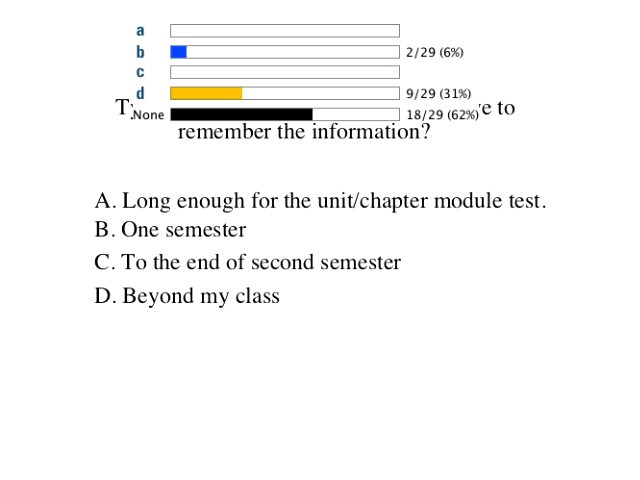 a
b 2/29 (6%)
c
d 9/29 (31%)
None 18/29 (62%)
to
remember the information?
A. Long enough for the unit/chapter module test.
B. One semester
C. To the end of second semester
D. Beyond my class